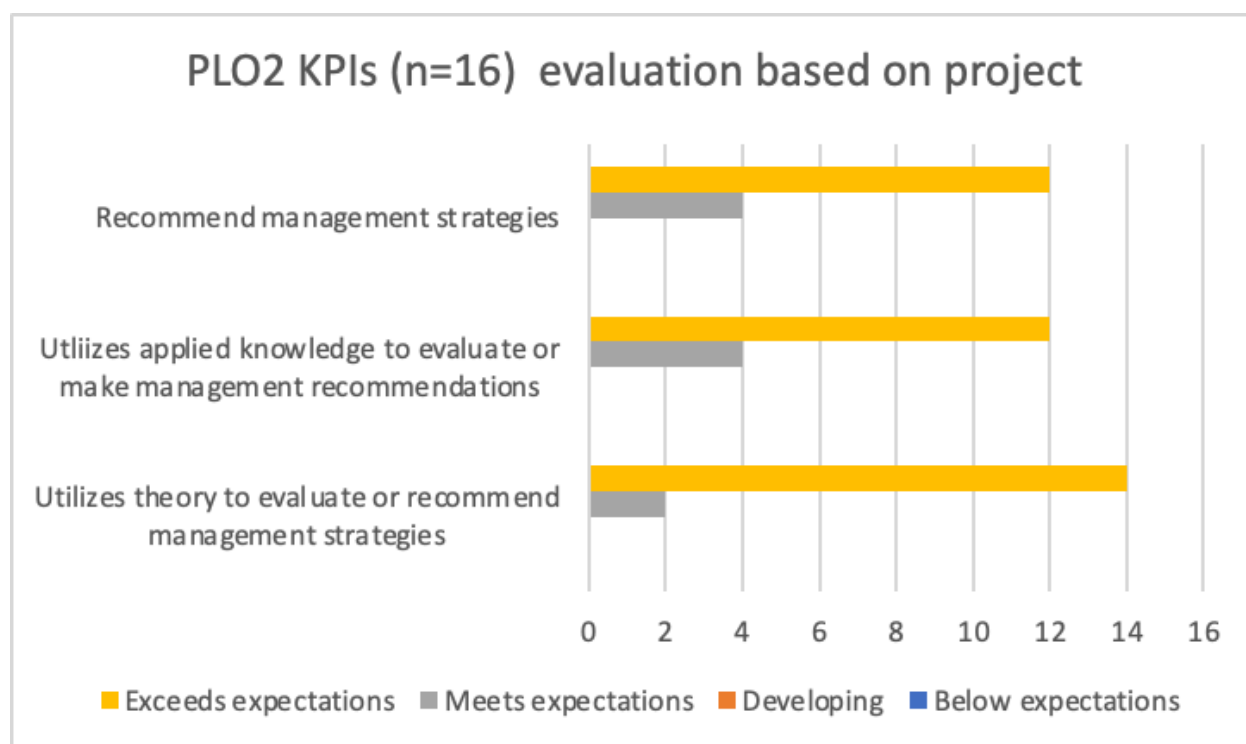 PLO2 KPIs (n=16) evaluation based on project
Recommend management strategies
Utliizes applied knowledge to evaluate or
make management recommendations
Utilizes theory to evaluate or recommend
management strategies
0 2 4 6 8 10 12 14 16
Exceeds expectations Meets expectations Developing Below expectations